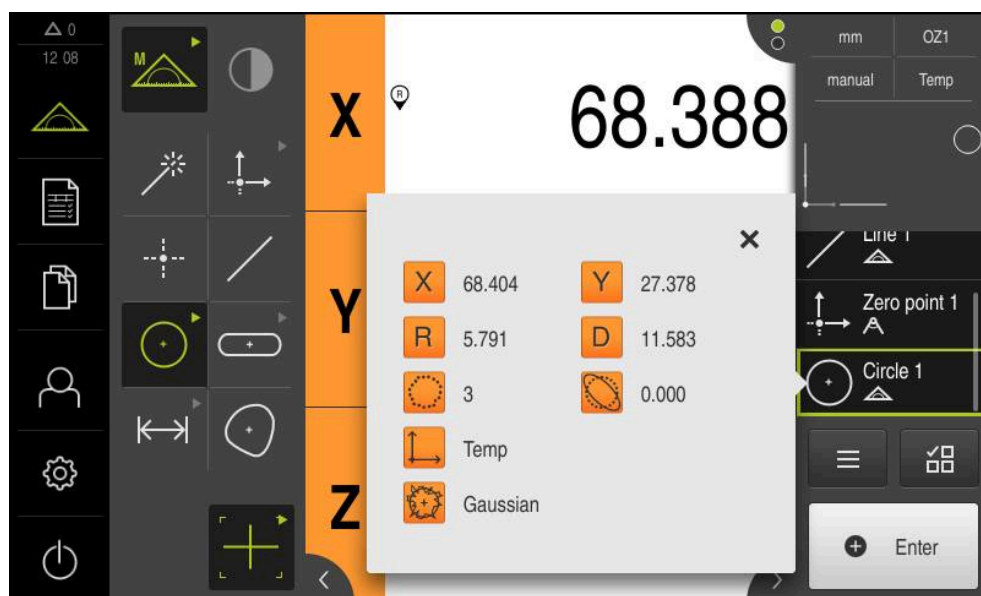 0
12 08
M
X
R
68.388
mm
OZ1
manual
Temp
Line 1
Zero point 1
Circle 1
Y
Z
X 68.404 Y 27.378
R 5.791 D 11.583
3 0.000
Temp
Gaussian
Enter